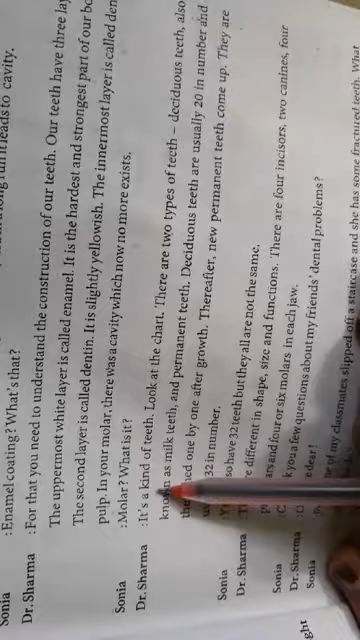 long run it leads to cavity.
Sonia : Enamel coating? What's that?
Dr. Sharma : For that you need to understand the construction of our teeth. Our teeth have three
The uppermost white layer is called enamel. It is the hardest and strongest part of our
The second layer is called dentin. It is slightly yellowish. The innermost layer is called
pulp. In your molar, there was a cavity which now no more exists.
Sonia : Molar? What is it?
Dr. Sharma : It's a kind of teeth. Look at the chart. There are two types of teeth – deciduous teeth, also
known as milk teeth, and permanent teeth. Deciduous teeth are usually 20 in number and
one by one after growth. Thereafter, new permanent teeth come up. They are
32 in number.
Sonia so have 32 teeth but they all are not the same.
Dr. Sharma different in shape, size and functions. There are four incisors, two canines, four
and four or six molars in each jaw.
Sonia k you a few questions about my friends' dental problems?
Dr. Sharma dear!
Sonia of my classmates slipped off a staircase and she has some fractured teeth. What